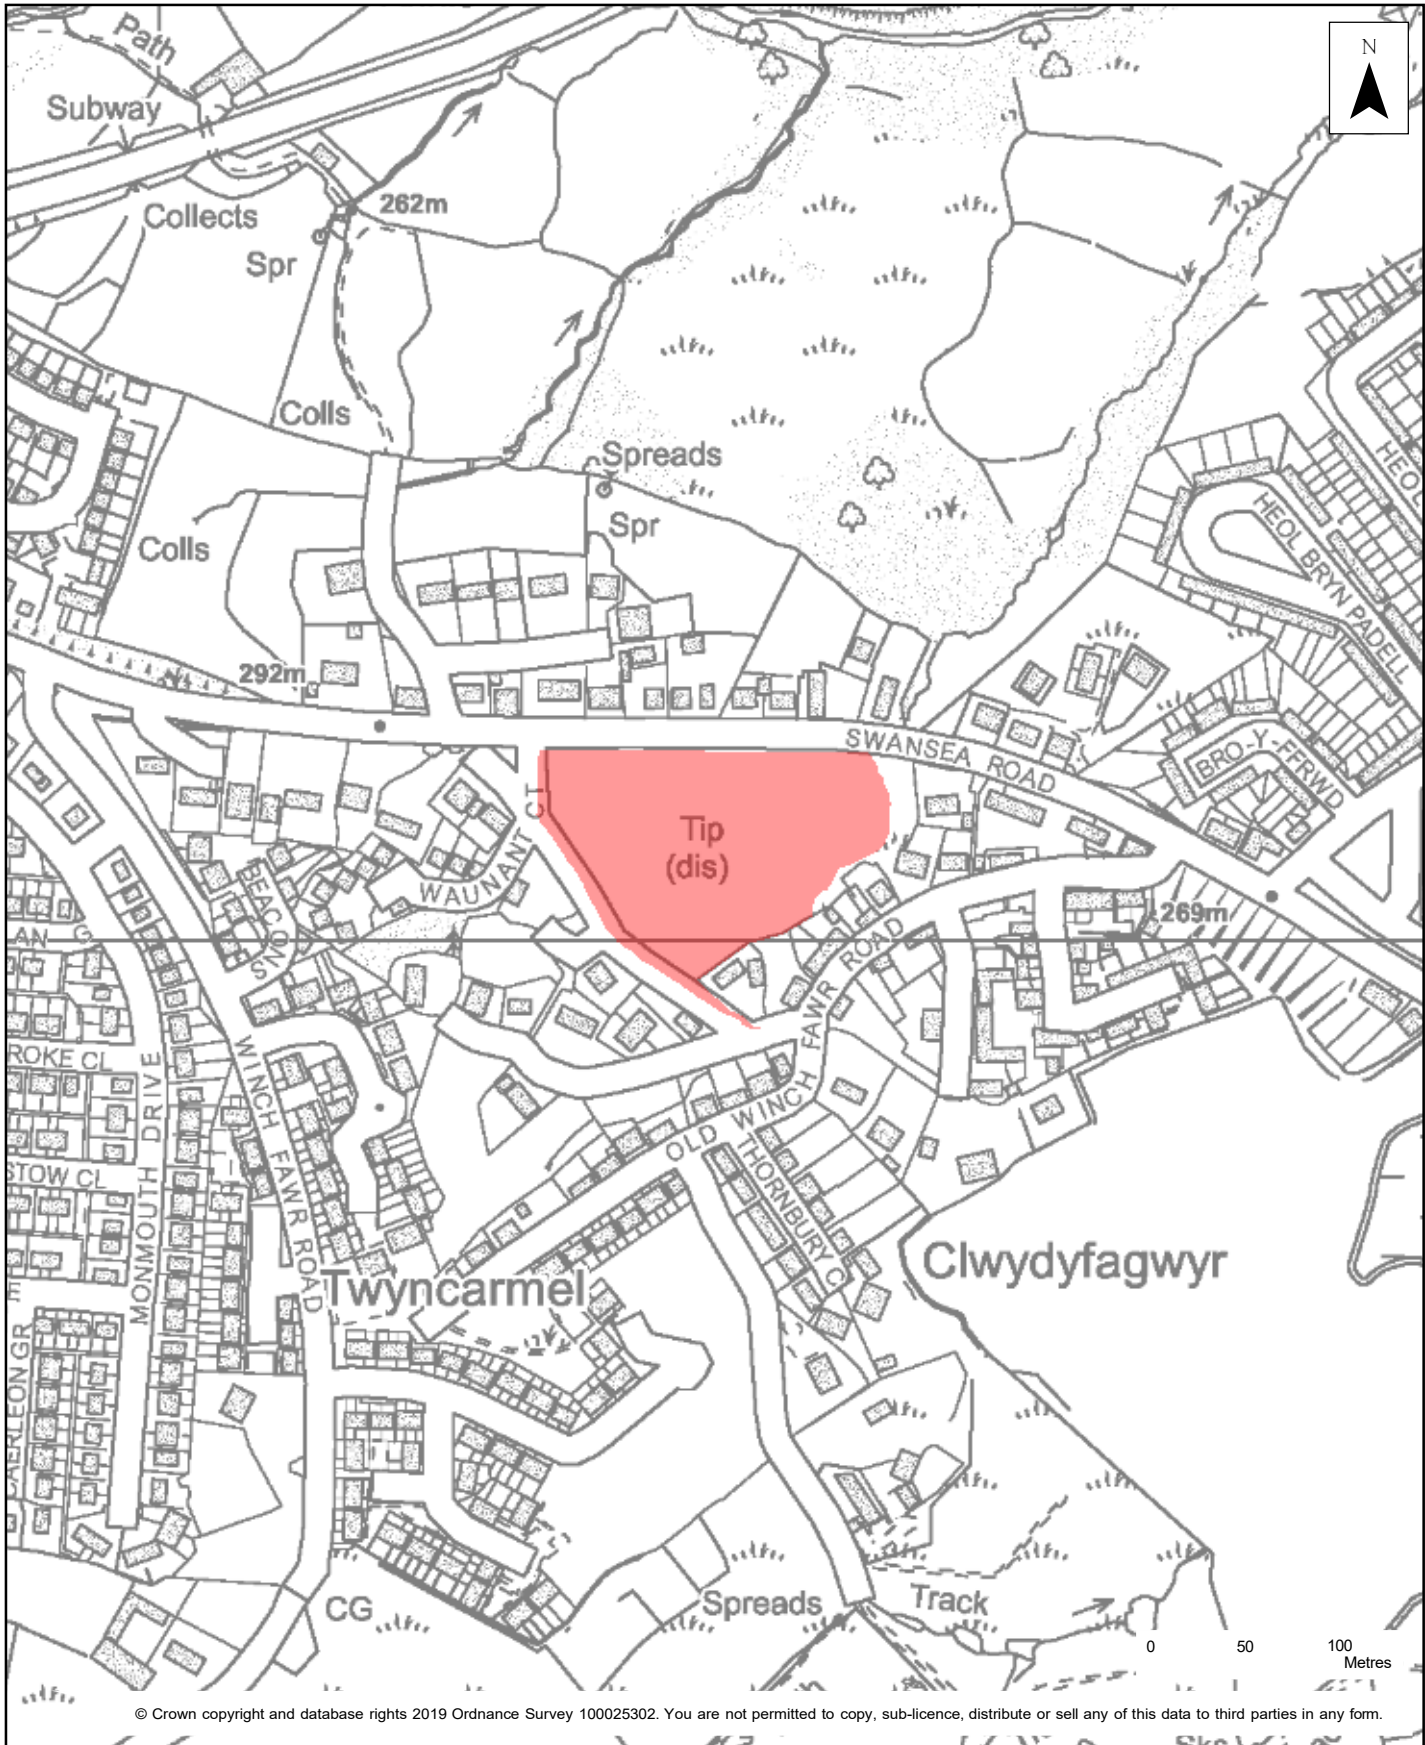 Path
N
Subway
262m
Collects
Spr
Colls
Spreads
Spr
Colls
HEOL BRYN PADELL
292m
SWANSEA ROAD
BRO-Y-FFRWD
WAUNANT CT
Tip
(dis)
BEACONS
269m
OLD WINCH FAWR ROAD
WINCH FAWR ROAD
MONMOUTH DRIVE
ROKE CL
STOW CL
THORNBURY C
Twyncarmel
Clwydyfagwyr
AERLEON GR
CG
Spreads
Track
0 50 100
Metres
© Crown copyright and database rights 2019 Ordnance Survey 100025302. You are not permitted to copy, sub-licence, distribute or sell any of this data to third parties in any form.